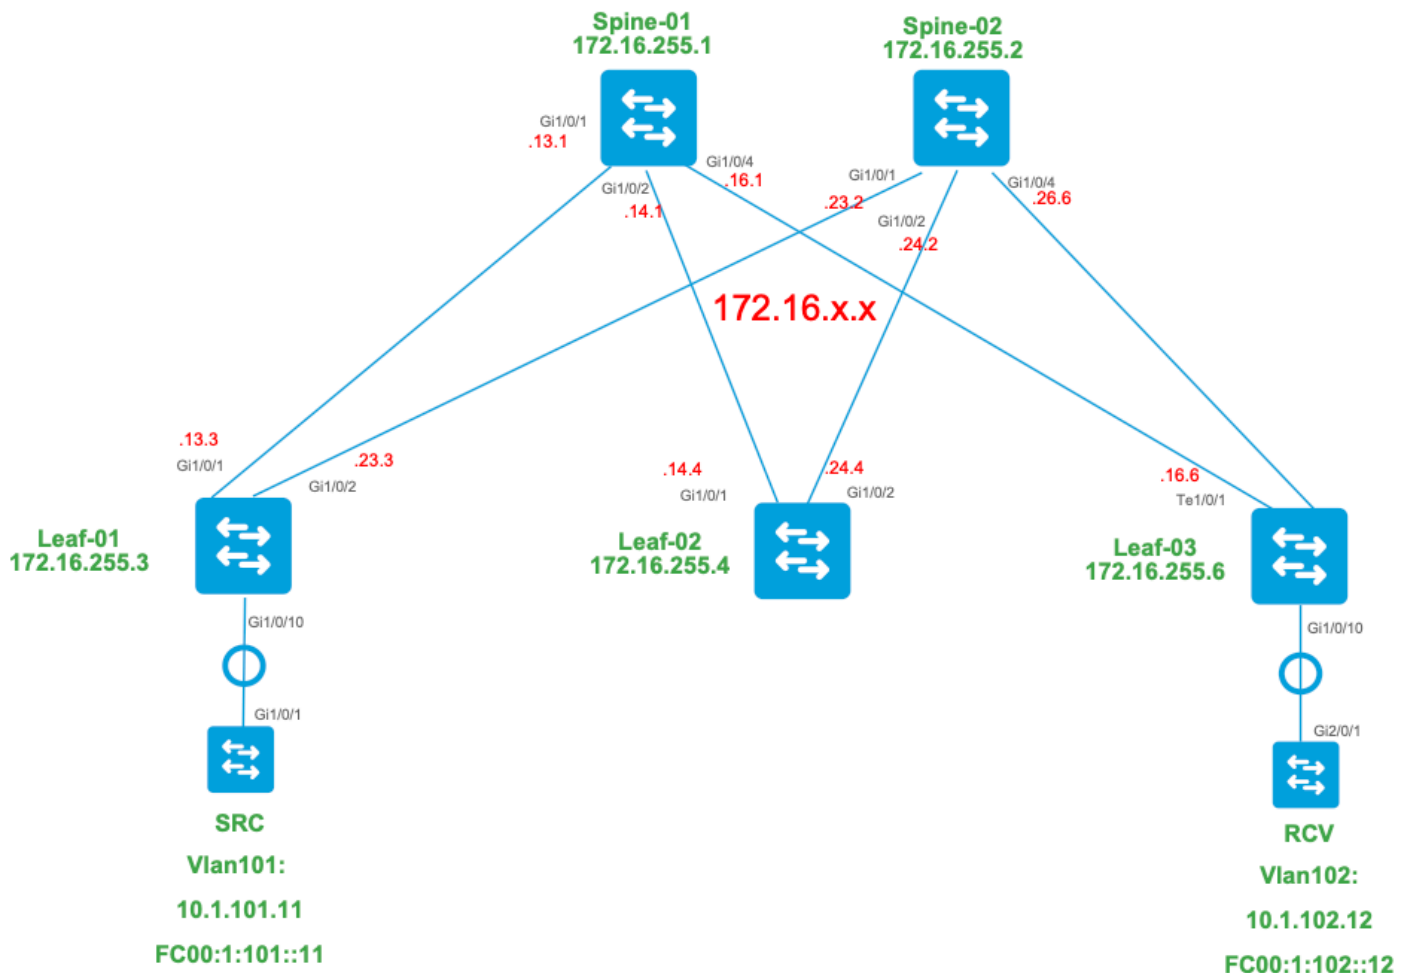 Spine-01
172.16.255.1
Spine-02
172.16.255.2
Gi1/0/1
.13.1
Gi1/0/2
.14.1
Gi1/0/4
.16.1
Gi1/0/1
.23.2
Gi1/0/2
.24.2
Gi1/0/4
.26.6
172.16.x.x
.13.3
Gi1/0/1
.23.3
Gi1/0/2
.14.4
Gi1/0/1
.24.4
Gi1/0/2
.16.6
Te1/0/1
Leaf-01
172.16.255.3
Leaf-02
172.16.255.4
Leaf-03
172.16.255.6
Gi1/0/10
Gi1/0/1
SRC
Vlan101:
10.1.101.11
FC00:1:101::11
Gi1/0/10
Gi2/0/1
RCV
Vlan102:
10.1.102.12
FC00:1:102::12